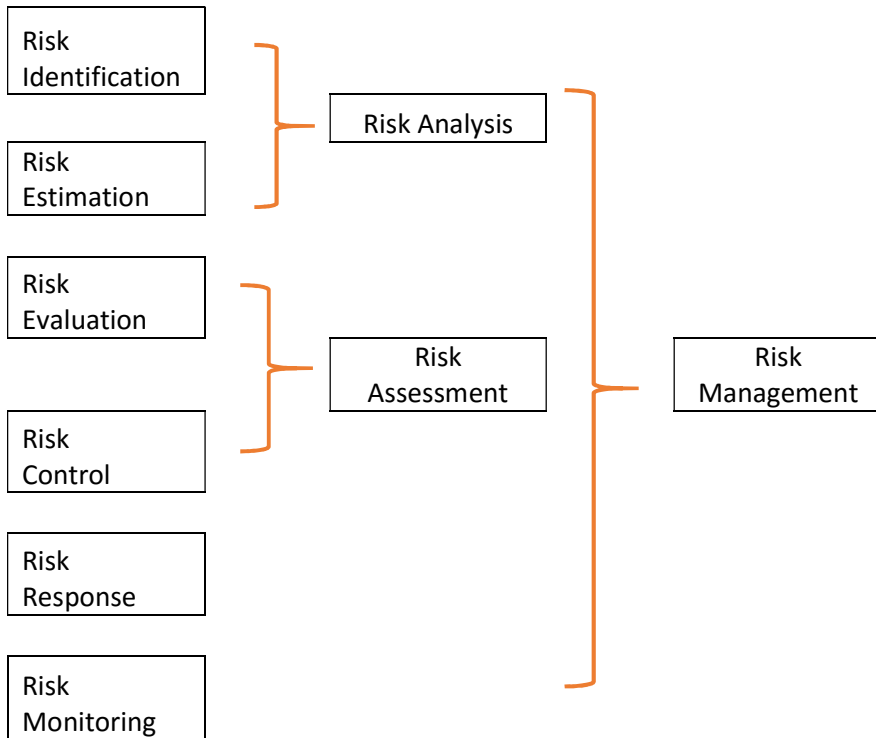 Risk
Identification
Risk Analysis
Risk
Estimation
Risk
Evaluation
Risk
Assessment
Risk
Management
Risk
Control
Risk
Response
Risk
Monitoring